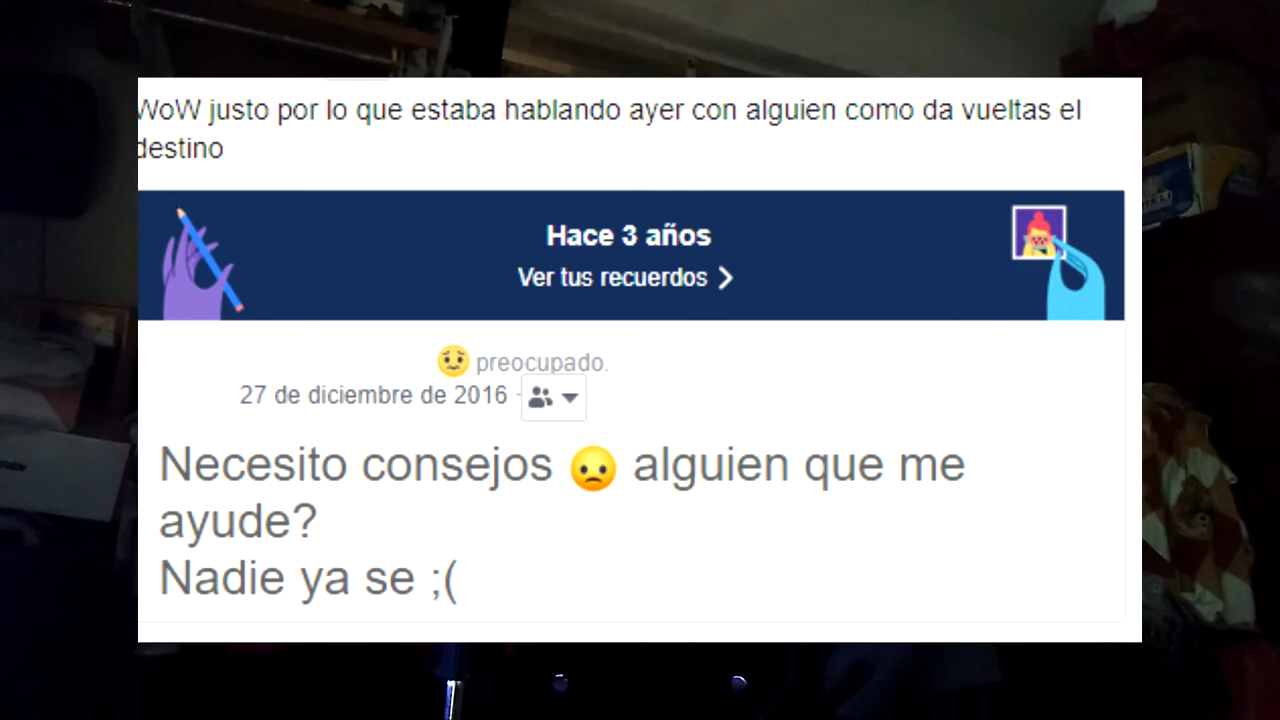 WoW justo por lo que estaba hablando ayer con alguien como da vueltas el
destino
Hace 3 años
Ver tus recuerdos
preocupado.
27 de diciembre de 2016 ·
Necesito consejos 😞 alguien que me
ayude?
Nadie ya se ;(